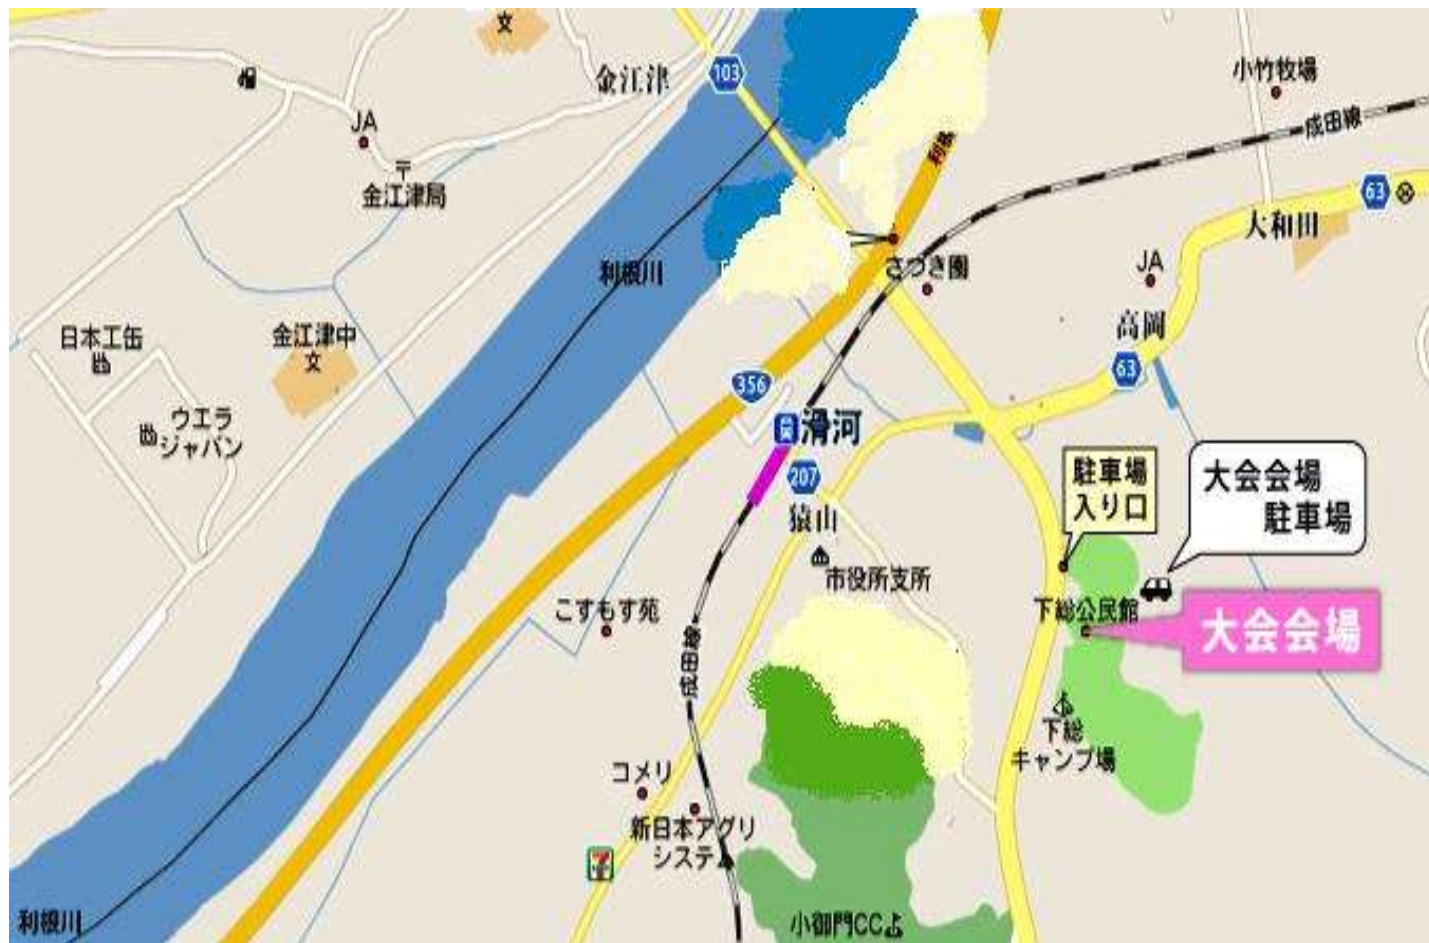 文
103
金江津
小竹牧場
成田線
JA
〒
金江津局
63
大和田
利根川
さつき園
JA
高岡
日本工缶
金江津中
文
63
356
ウエラ
ジャパン
滑河
駐車場
入り口
大会会場
駐車場
207
猿山
市役所支所
こすもす苑
下総公民館
大会会場
成田線
下総
キャンプ場
コメリ
新日本アグリ
システム
7
利根川
小御門CC